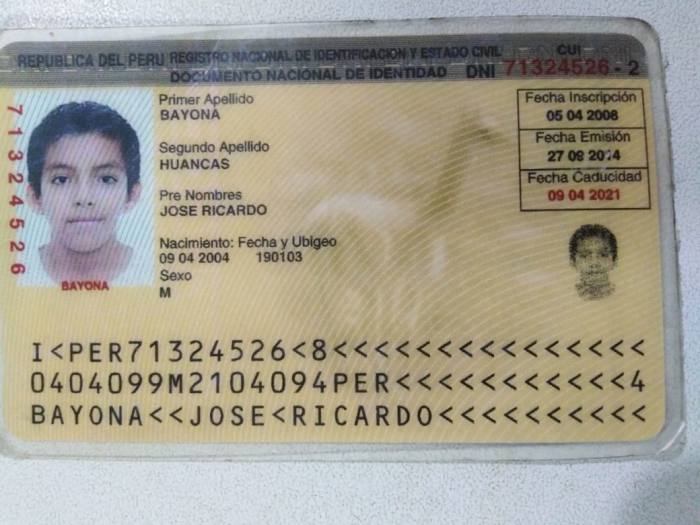 REPUBLICA DEL PERU REGISTRO NACIONAL DE IDENTIFICACION Y ESTADO CIVIL
DOCUMENTO NACIONAL DE IDENTIDAD
CUI
DNI 71324526 - 2
71324526
BAYONA
Primer Apellido
BAYONA
Segundo Apellido
HUANCAS
Pre Nombres
JOSE RICARDO
Nacimiento: Fecha y Ubigeo
09 04 2004 190103
Sexo
M
Fecha Inscripción
05 04 2008
Fecha Emisión
27 09 2014
Fecha Caducidad
09 04 2021
I<PER71324526<8<<<<<<<<<<<<<<<
0404099M2104094PER<<<<<<<<<<<4
BAYONA<<JOSE<RICARDO<<<<<<<<<<